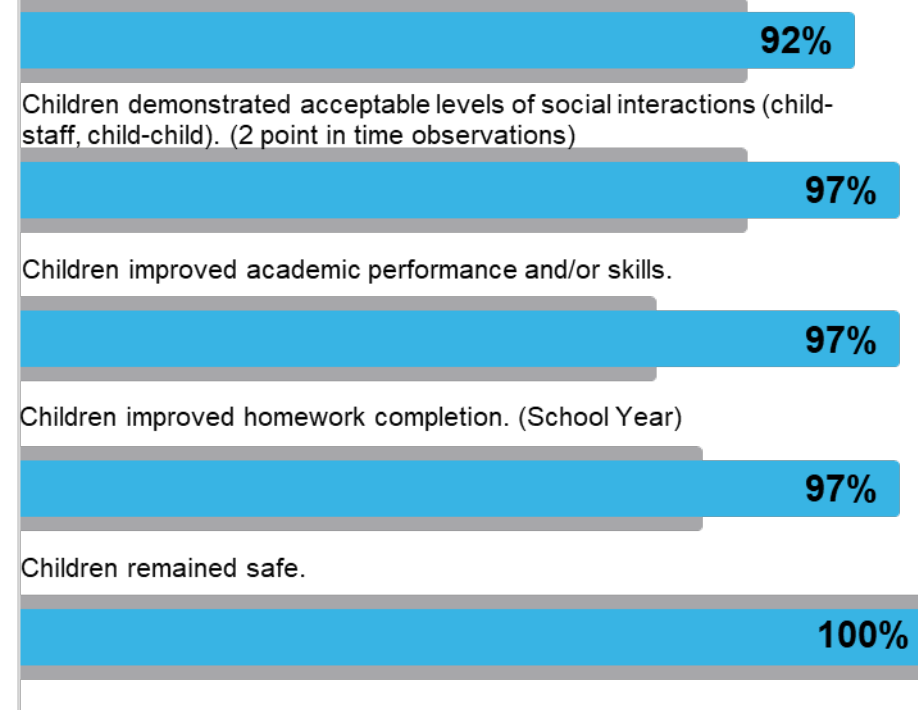 92%
Children demonstrated acceptable levels of social interactions (child-
staff, child-child). (2 point in time observations)
97%
Children improved academic performance and/or skills.
97%
Children improved homework completion. (School Year)
97%
Children remained safe.
100%